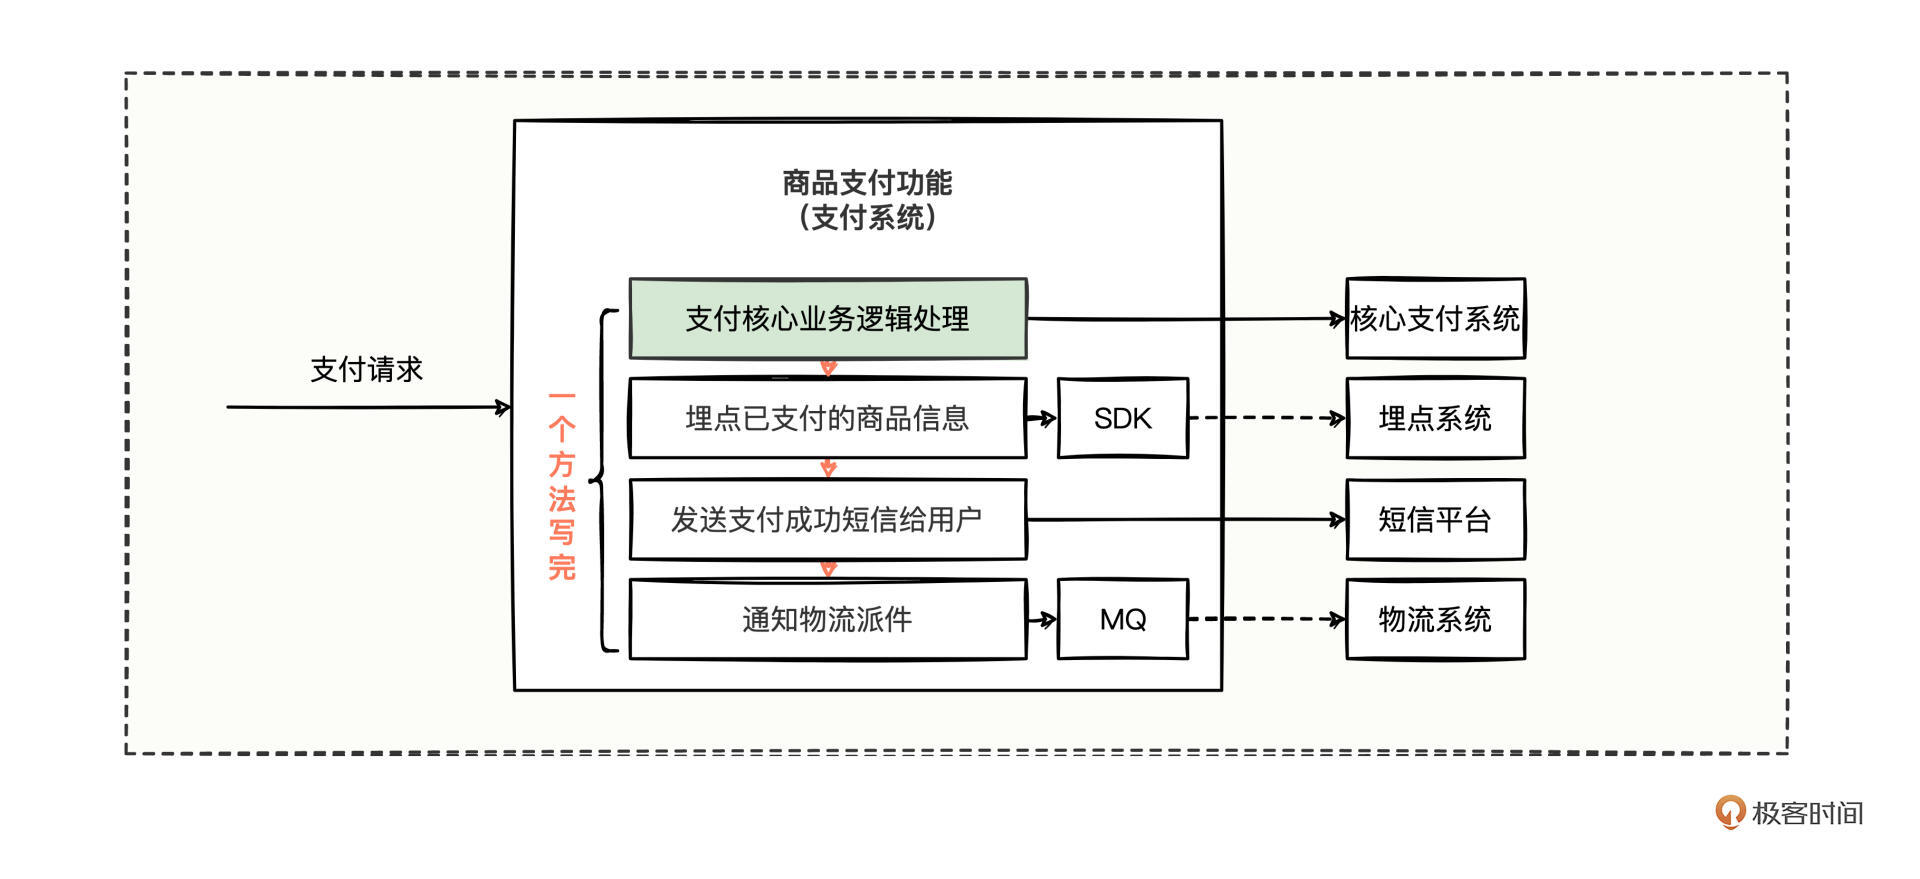 商品支付功能
（支付系统）
支付请求
一个方法写完
支付核心业务逻辑处理
核心支付系统
埋点已支付的商品信息
SDK
埋点系统
发送支付成功短信给用户
短信平台
通知物流派件
MQ
物流系统
极客时间